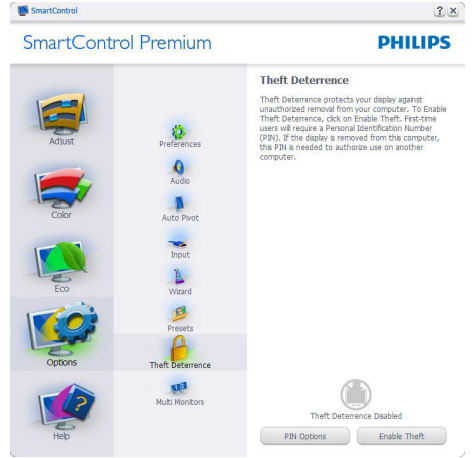 SmartControl
SmartControl Premium
PHILIPS
Adjust
Color
Eco
Options
Help
Preferences
Audio
Auto Pivot
Input
Wizard
Presets
Theft Deterrence
Multi Monitors
Theft Deterrence
Theft Deterrence protects your display against
unauthorized removal from your computer. To Enable
Theft Deterrence, click on Enable Theft. First-time
users will require a Personal Identification Number
(PIN). If the display is removed from this computer,
this PIN is needed to authorize use on another
computer.
Theft Deterrence Disabled
PIN Options
Enable Theft